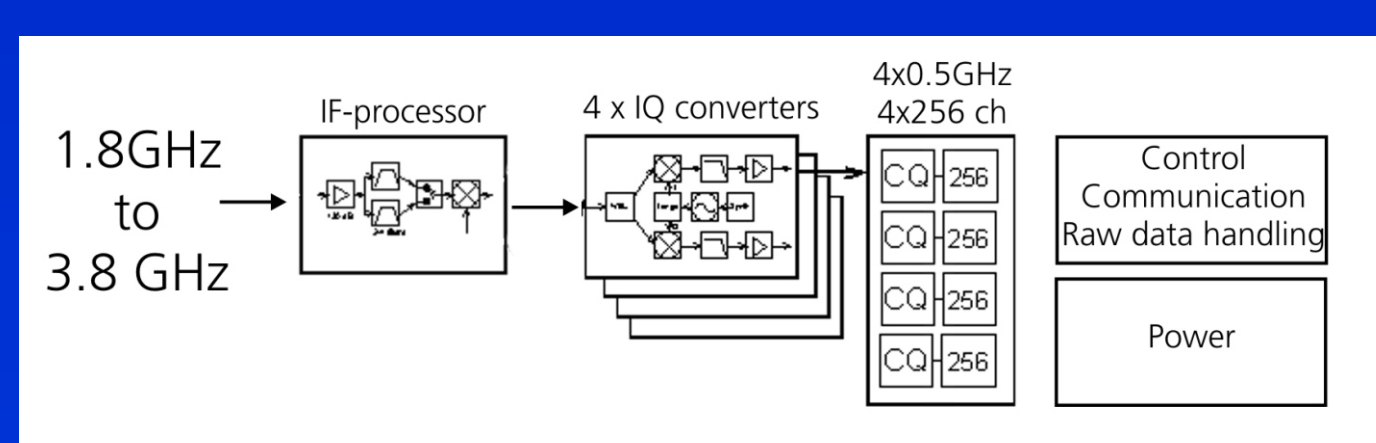 1.8GHz
to
3.8 GHz
IF-processor
4 x IQ converters
4x0.5GHz
4x256 ch
CQ 256
CQ 256
CQ 256
CQ 256
Control
Communication
Raw data handling
Power